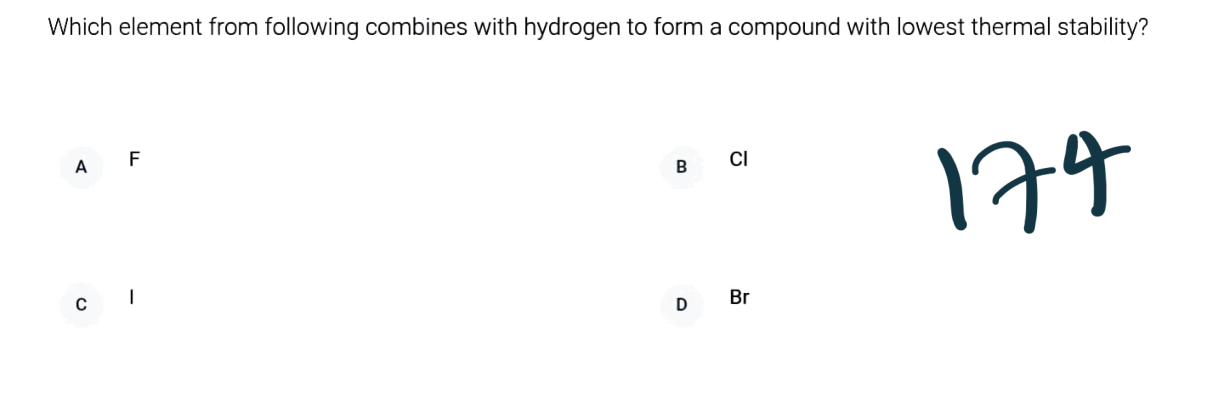 Which element from following combines with hydrogen to form a compound with lowest thermal stability?
A F
B Cl
174
C I
D Br